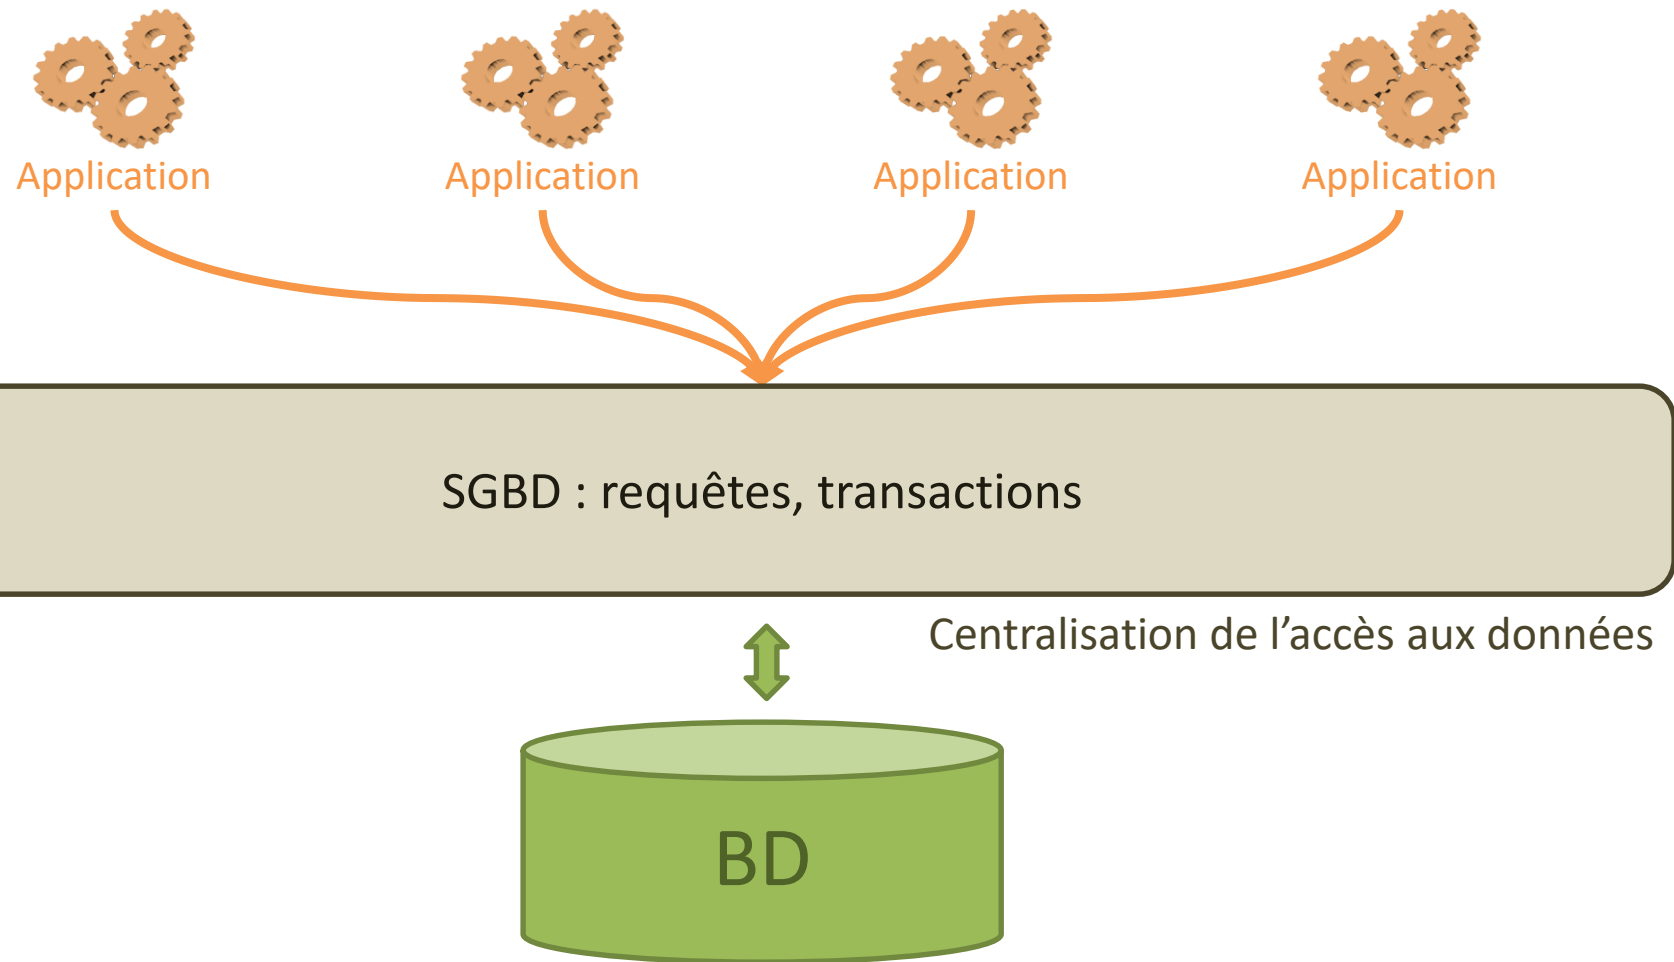 Application
Application
Application
Application
SGBD : requêtes, transactions
Centralisation de l’accès aux données
BD